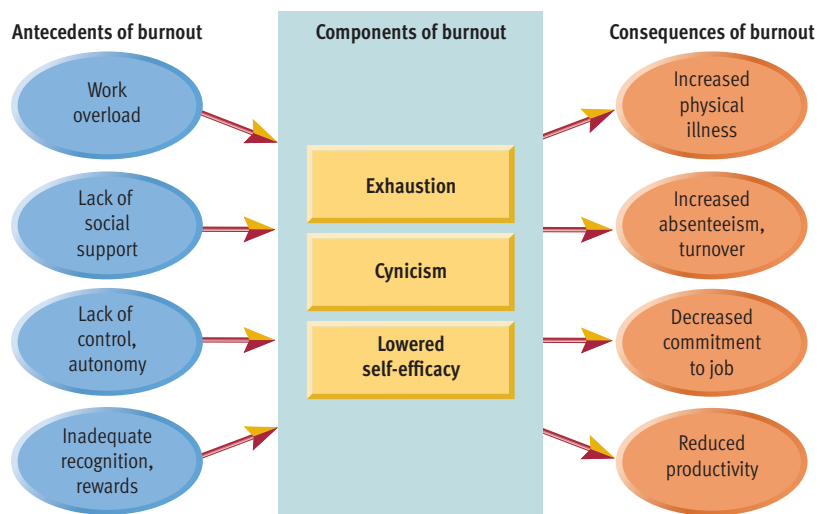 Antecedents of burnout
Work
overload
Lack of
social
support
Lack of
control,
autonomy
Inadequate
recognition,
rewards
Components of burnout
Exhaustion
Cynicism
Lowered
self-efficacy
Consequences of burnout
Increased
physical
illness
Increased
absenteeism,
turnover
Decreased
commitment
to job
Reduced
productivity